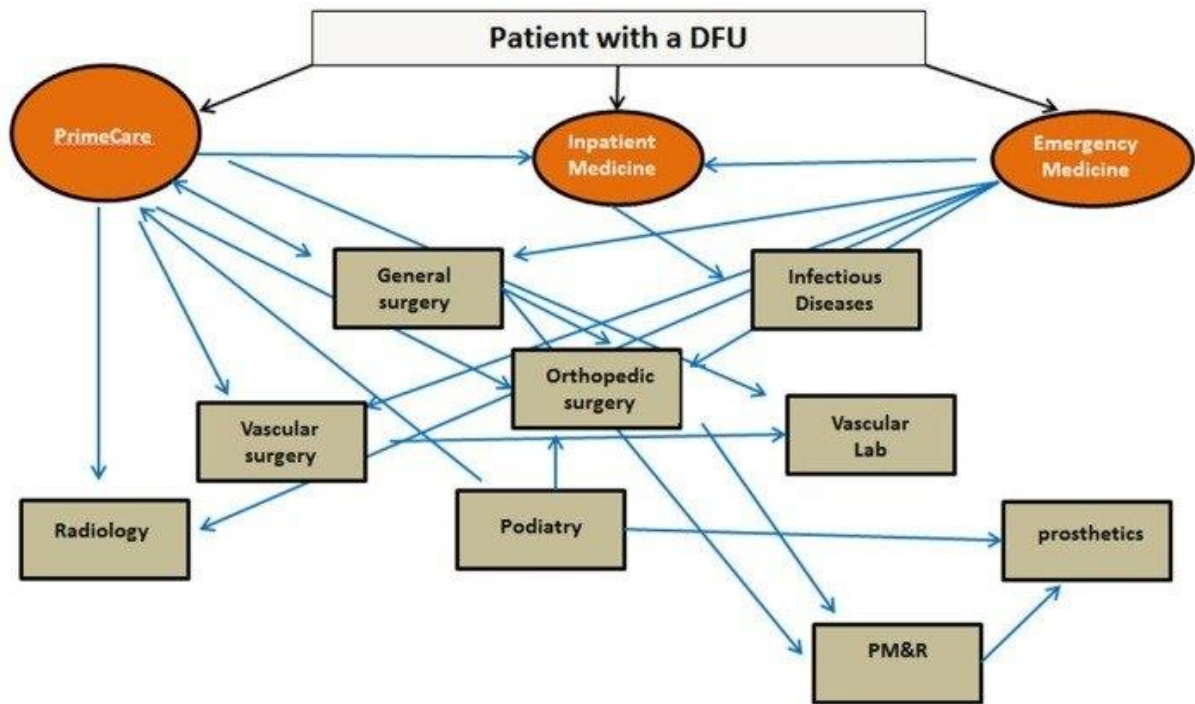 Patient with a DFU
PrimeCare
Inpatient
Medicine
Emergency
Medicine
General
surgery
Infectious
Diseases
Orthopedic
surgery
Vascular
surgery
Vascular
Lab
Radiology
Podiatry
prosthetics
PM&R